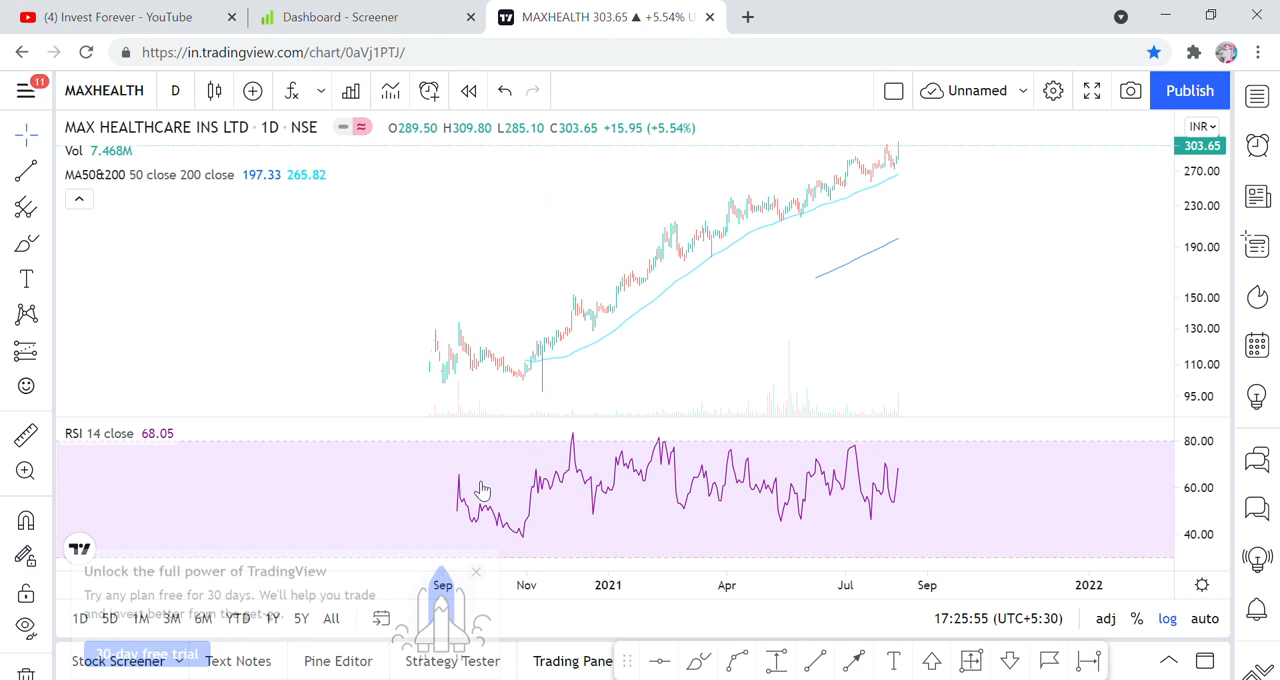 (4) Invest Forever - YouTube
Dashboard - Screener
MAXHEALTH 303.65 ▲ +5.54% U
https://in.tradingview.com/chart/0aVj1PTJ/
11
MAXHEALTH
D
Unnamed
Publish
MAX HEALTHCARE INS LTD · 1D · NSE
O289.50 H309.80 L285.10 C303.65 +15.95 (+5.54%)
INR
Vol 7.468M
MA50&200 50 close 200 close 197.33 265.82
303.65
270.00
230.00
190.00
150.00
130.00
110.00
95.00
RSI 14 close 68.05
80.00
60.00
40.00
Unlock the full power of TradingView
Try any plan free for 30 days. We'll help you trade
and invest better from the get-go.
30-day free trial
Sep
Nov
2021
Apr
Jul
Sep
2022
1D 5D 1M 3M 6M YTD 1Y 5Y All
17:25:55 (UTC+5:30)
adj % log auto
Stock Screener
Text Notes
Pine Editor
Strategy Tester
Trading Pane
T